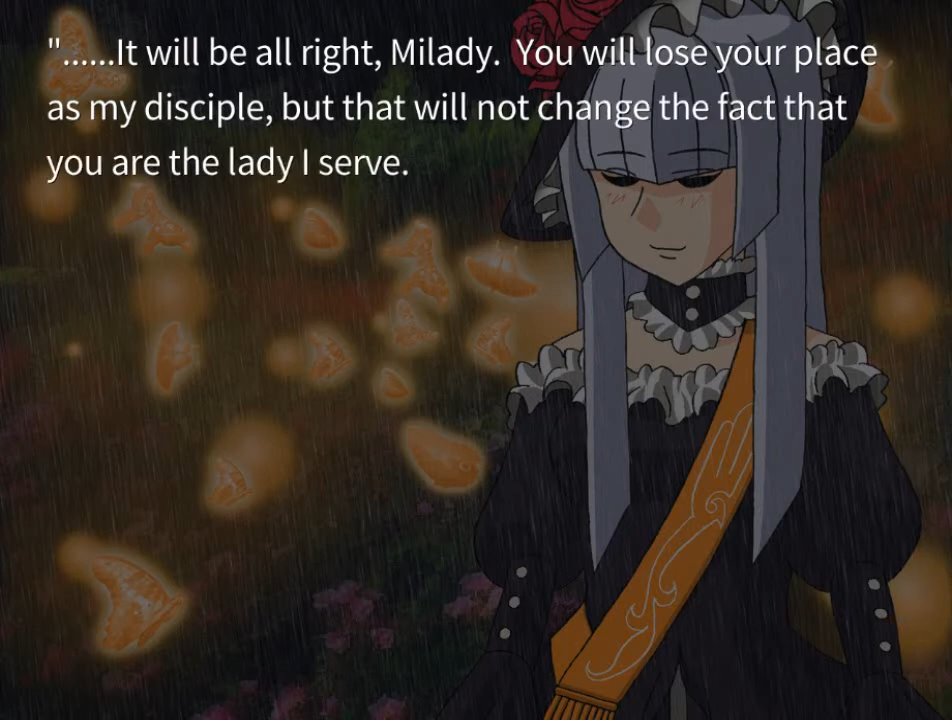 "......It will be all right, Milady.  You will lose your place
as my disciple, but that will not change the fact that
you are the lady I serve.